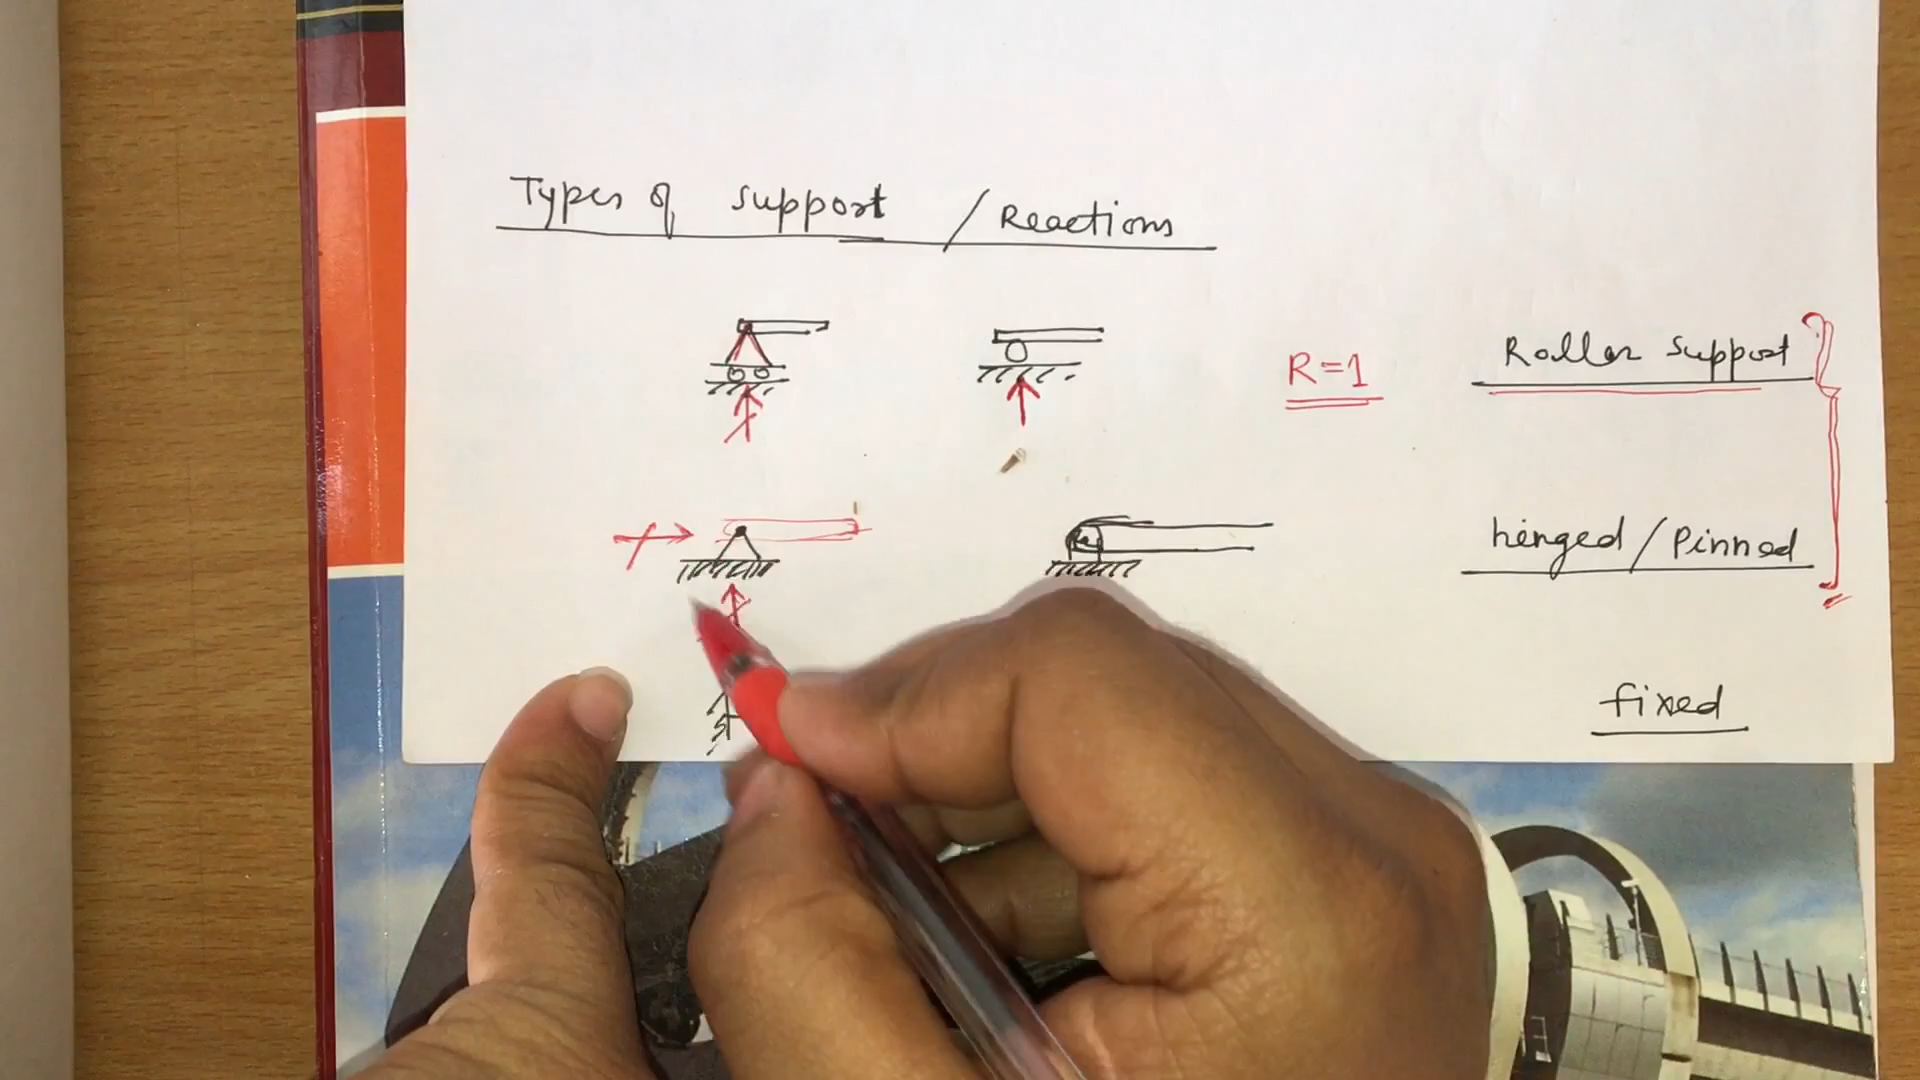 Types of support / Reactions
R=1 Roller support
hinged / Pinned
fixed